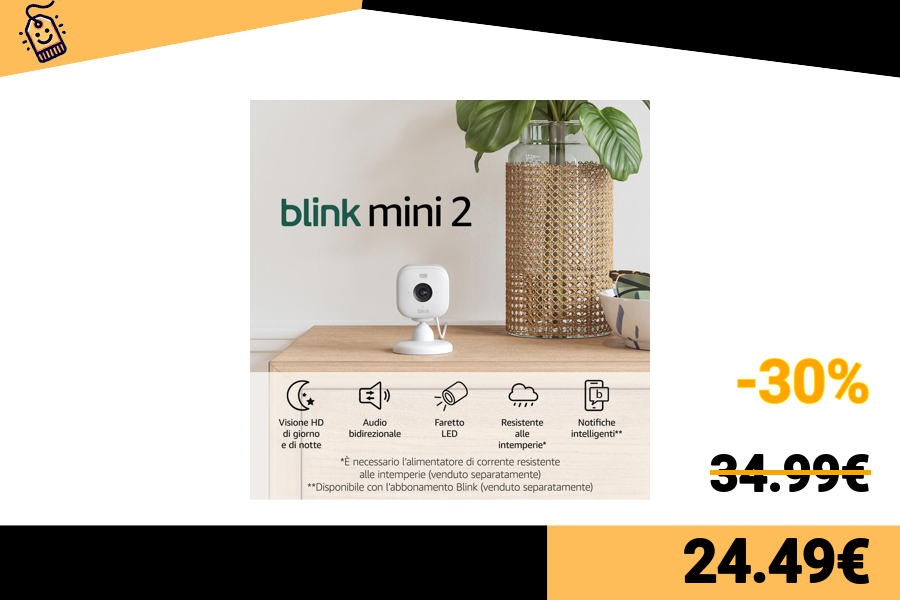 blink mini 2
Visione HD
di giorno
e di notte
Audio
bidirezionale
Faretto
LED
Resistente
alle
intemperie*
Notifiche
intelligenti**
*È necessario l'alimentatore di corrente resistente
alle intemperie (venduto separatamente)
**Disponibile con l'abbonamento Blink (venduto separatamente)
-30%
34.99€
24.49€